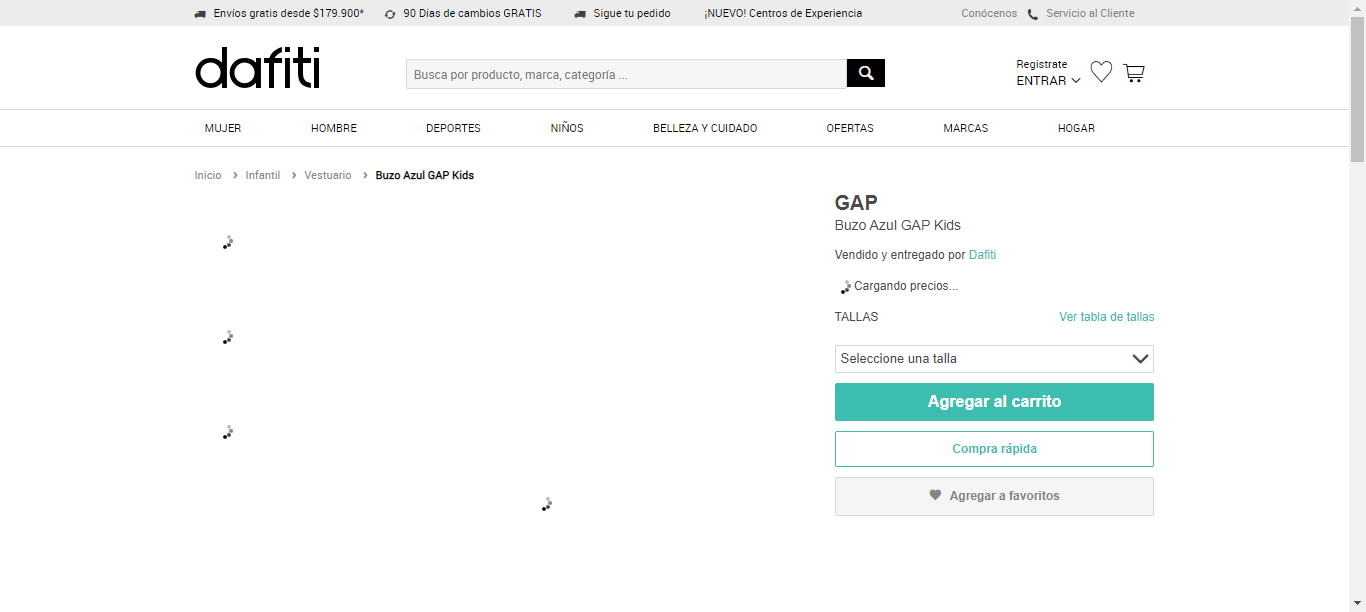 Envíos gratis desde $179.900* 90 Días de cambios GRATIS Sigue tu pedido ¡NUEVO! Centros de Experiencia Conócenos Servicio al Cliente
dafiti
Busca por producto, marca, categoría ...
Registrate
ENTRAR
MUJER HOMBRE DEPORTES NIÑOS BELLEZA Y CUIDADO OFERTAS MARCAS HOGAR
Inicio › Infantil › Vestuario › Buzo Azul GAP Kids
GAP
Buzo Azul GAP Kids
Vendido y entregado por Dafiti
Cargando precios...
TALLAS Ver tabla de tallas
Seleccione una talla
Agregar al carrito
Compra rápida
Agregar a favoritos